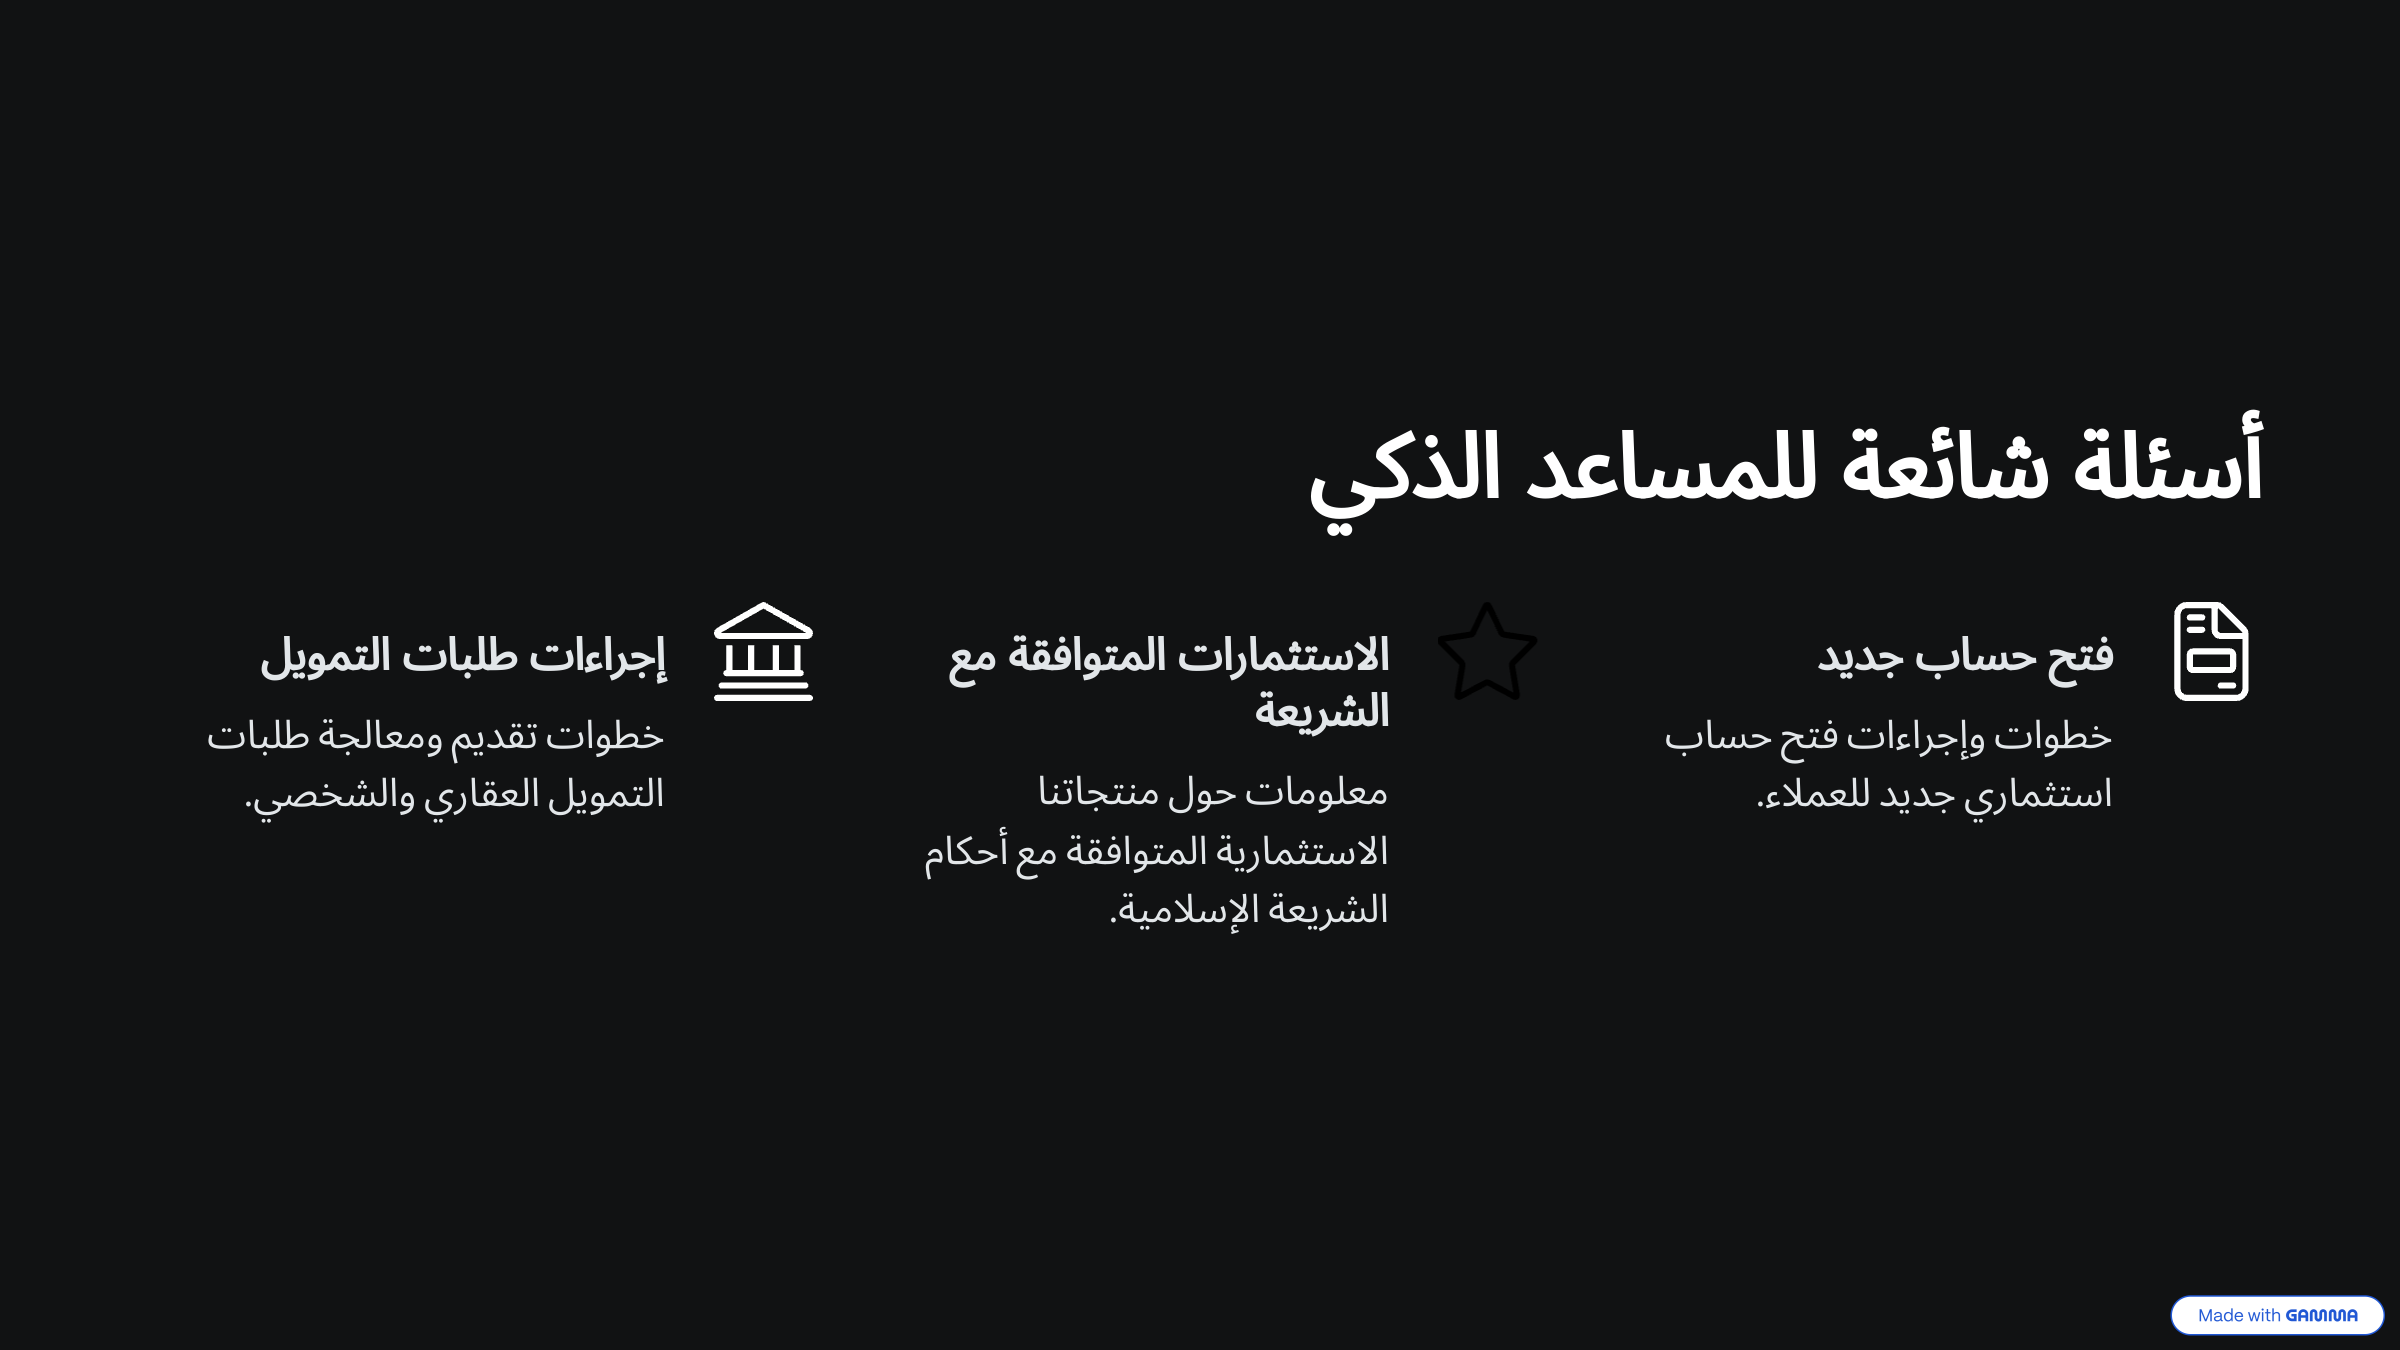 أسئلة شائعة للمساعد الذكي
فتح حساب جديد
خطوات وإجراءات فتح حساب
استثماري جديد للعملاء.
الاستثمارات المتوافقة مع
الشريعة
معلومات حول منتجاتنا
الاستثمارية المتوافقة مع أحكام
الشريعة الإسلامية.
إجراءات طلبات التمويل
خطوات تقديم ومعالجة طلبات
التمويل العقاري والشخصي.
Made with GAMMA